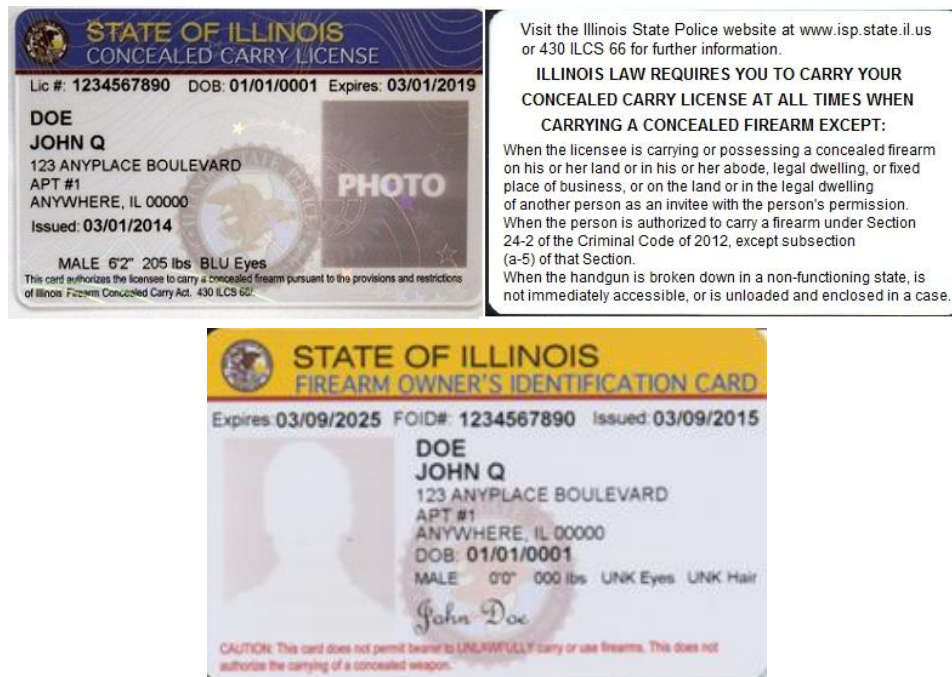 STATE OF ILLINOIS
CONCEALED CARRY LICENSE
Lic #: 1234567890 DOB: 01/01/0001 Expires: 03/01/2019
DOE
JOHN Q
123 ANYPLACE BOULEVARD
APT #1
ANYWHERE, IL 00000
Issued: 03/01/2014
PHOTO
MALE 6'2" 205 lbs BLU Eyes
This card authorizes the licensee to carry a concealed firearm pursuant to the provisions and restrictions
of Illinois Firearm Concealed Carry Act. 430 ILCS 66/.
Visit the Illinois State Police website at www.isp.state.il.us
or 430 ILCS 66 for further information.
ILLINOIS LAW REQUIRES YOU TO CARRY YOUR
CONCEALED CARRY LICENSE AT ALL TIMES WHEN
CARRYING A CONCEALED FIREARM EXCEPT:
When the licensee is carrying or possessing a concealed firearm
on his or her land or in his or her abode, legal dwelling, or fixed
place of business, or on the land or in the legal dwelling
of another person as an invitee with the person's permission.
When the person is authorized to carry a firearm under Section
24-2 of the Criminal Code of 2012, except subsection
(a-5) of that Section.
When the handgun is broken down in a non-functioning state, is
not immediately accessible, or is unloaded and enclosed in a case.
STATE OF ILLINOIS
FIREARM OWNER'S IDENTIFICATION CARD
Expires: 03/09/2025 FOID#: 1234567890 Issued: 03/09/2015
DOE
JOHN Q
123 ANYPLACE BOULEVARD
APT #1
ANYWHERE, IL 00000
DOB: 01/01/0001
MALE 0'0" 000 lbs UNK Eyes UNK Hair
John Doe
CAUTION: This card does not permit bearer to UNLAWFULLY carry or use firearms. This does not
authorize the carrying of a concealed weapon.